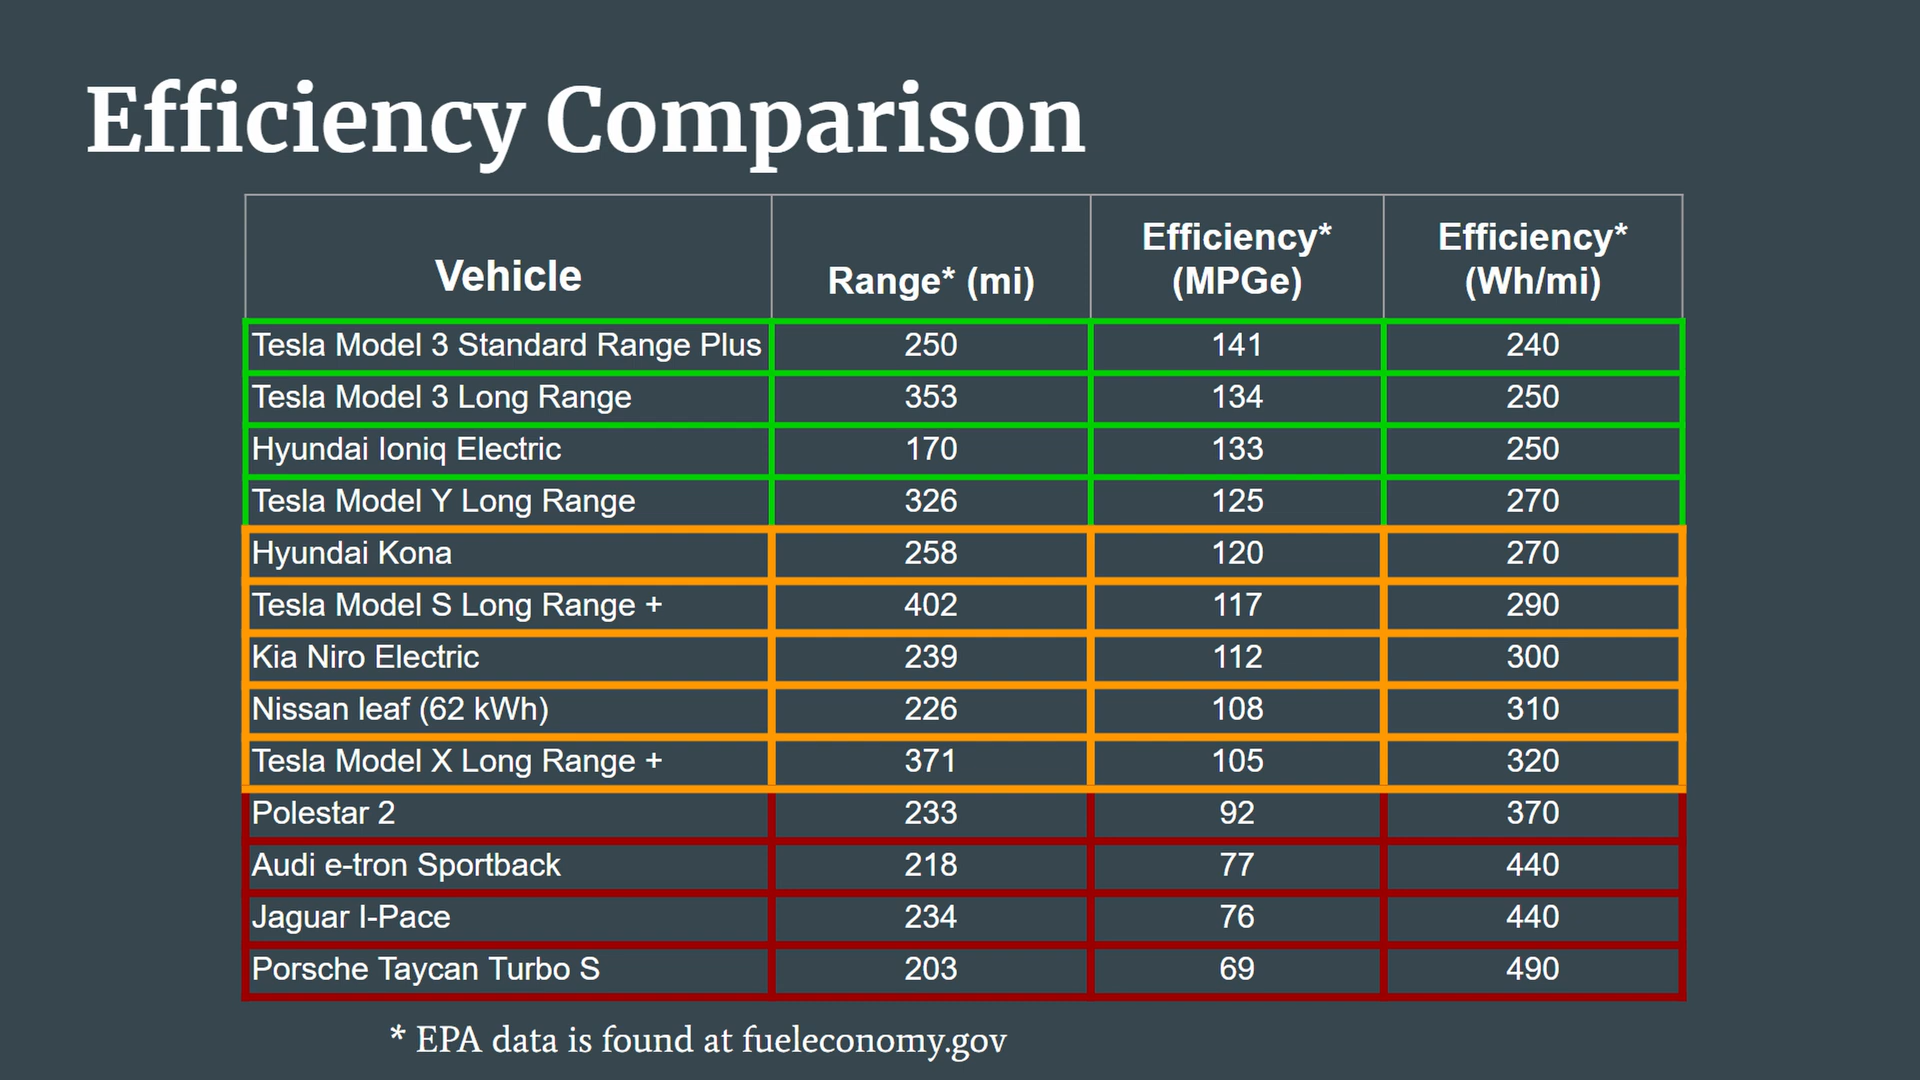 Efficiency Comparison
Vehicle Range* (mi) Efficiency* (MPGe) Efficiency* (Wh/mi)
Tesla Model 3 Standard Range Plus 250 141 240
Tesla Model 3 Long Range 353 134 250
Hyundai Ioniq Electric 170 133 250
Tesla Model Y Long Range 326 125 270
Hyundai Kona 258 120 270
Tesla Model S Long Range + 402 117 290
Kia Niro Electric 239 112 300
Nissan leaf (62 kWh) 226 108 310
Tesla Model X Long Range + 371 105 320
Polestar 2 233 92 370
Audi e-tron Sportback 218 77 440
Jaguar I-Pace 234 76 440
Porsche Taycan Turbo S 203 69 490
* EPA data is found at fueleconomy.gov